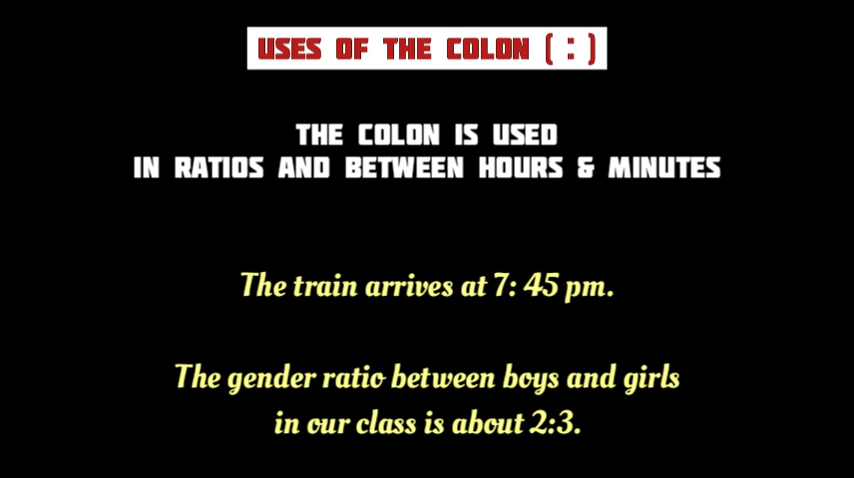 USES OF THE COLON ( : )
THE COLON IS USED
IN RATIOS AND BETWEEN HOURS & MINUTES
The train arrives at 7: 45 pm.
The gender ratio between boys and girls
in our class is about 2:3.